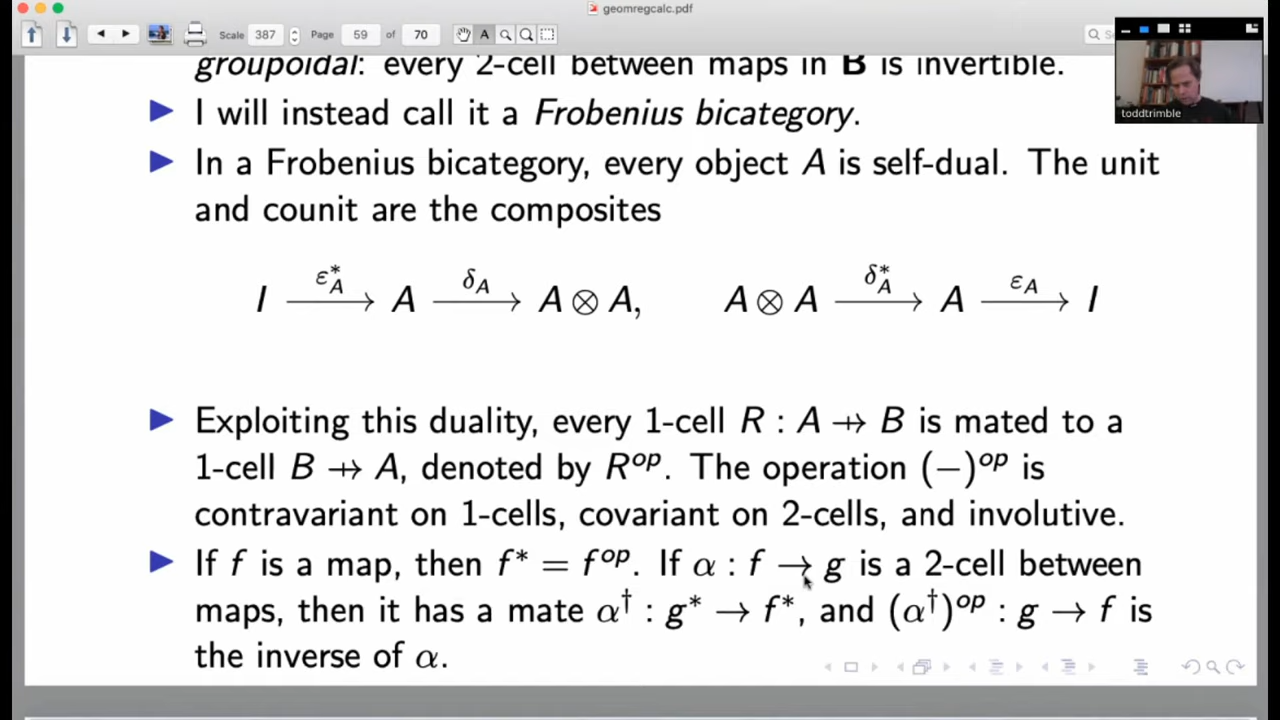 geomregcalc.pdf
Scale 387 Page 59 of 70
toddtrimble
groupoidal: every 2-cell between maps in B is invertible.
I will instead call it a Frobenius bicategory.
In a Frobenius bicategory, every object A is self-dual. The unit
and counit are the composites
I —ε*_A→ A —δ_A→ A ⊗ A, A ⊗ A —δ*_A→ A —ε_A→ I
Exploiting this duality, every 1-cell R : A ⇸ B is mated to a
1-cell B ⇸ A, denoted by R^op. The operation (−)^op is
contravariant on 1-cells, covariant on 2-cells, and involutive.
If f is a map, then f* = f^op. If α : f → g is a 2-cell between
maps, then it has a mate α† : g* → f*, and (α†)^op : g → f is
the inverse of α.